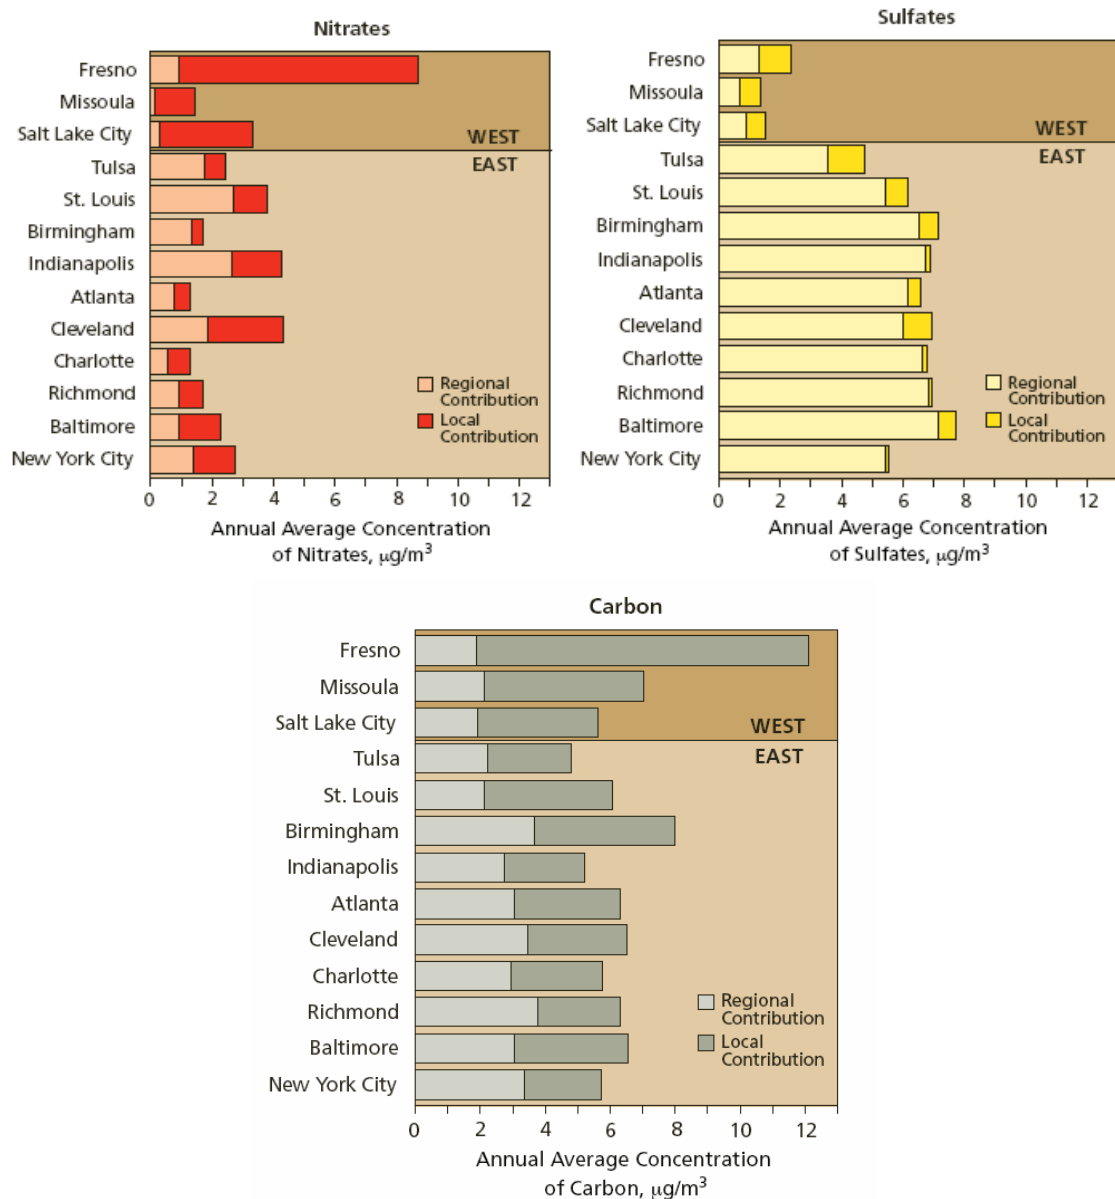 Nitrates
Fresno
Missoula
Salt Lake City
WEST
EAST
Tulsa
St. Louis
Birmingham
Indianapolis
Atlanta
Cleveland
Charlotte
Richmond
Baltimore
New York City
Regional
Contribution
Local
Contribution
0 2 4 6 8 10 12
Annual Average Concentration
of Nitrates, μg/m³
Sulfates
Fresno
Missoula
Salt Lake City
WEST
EAST
Tulsa
St. Louis
Birmingham
Indianapolis
Atlanta
Cleveland
Charlotte
Richmond
Baltimore
New York City
Regional
Contribution
Local
Contribution
0 2 4 6 8 10 12
Annual Average Concentration
of Sulfates, μg/m³
Carbon
Fresno
Missoula
Salt Lake City
WEST
EAST
Tulsa
St. Louis
Birmingham
Indianapolis
Atlanta
Cleveland
Charlotte
Richmond
Baltimore
New York City
Regional
Contribution
Local
Contribution
0 2 4 6 8 10 12
Annual Average Concentration
of Carbon, μg/m³